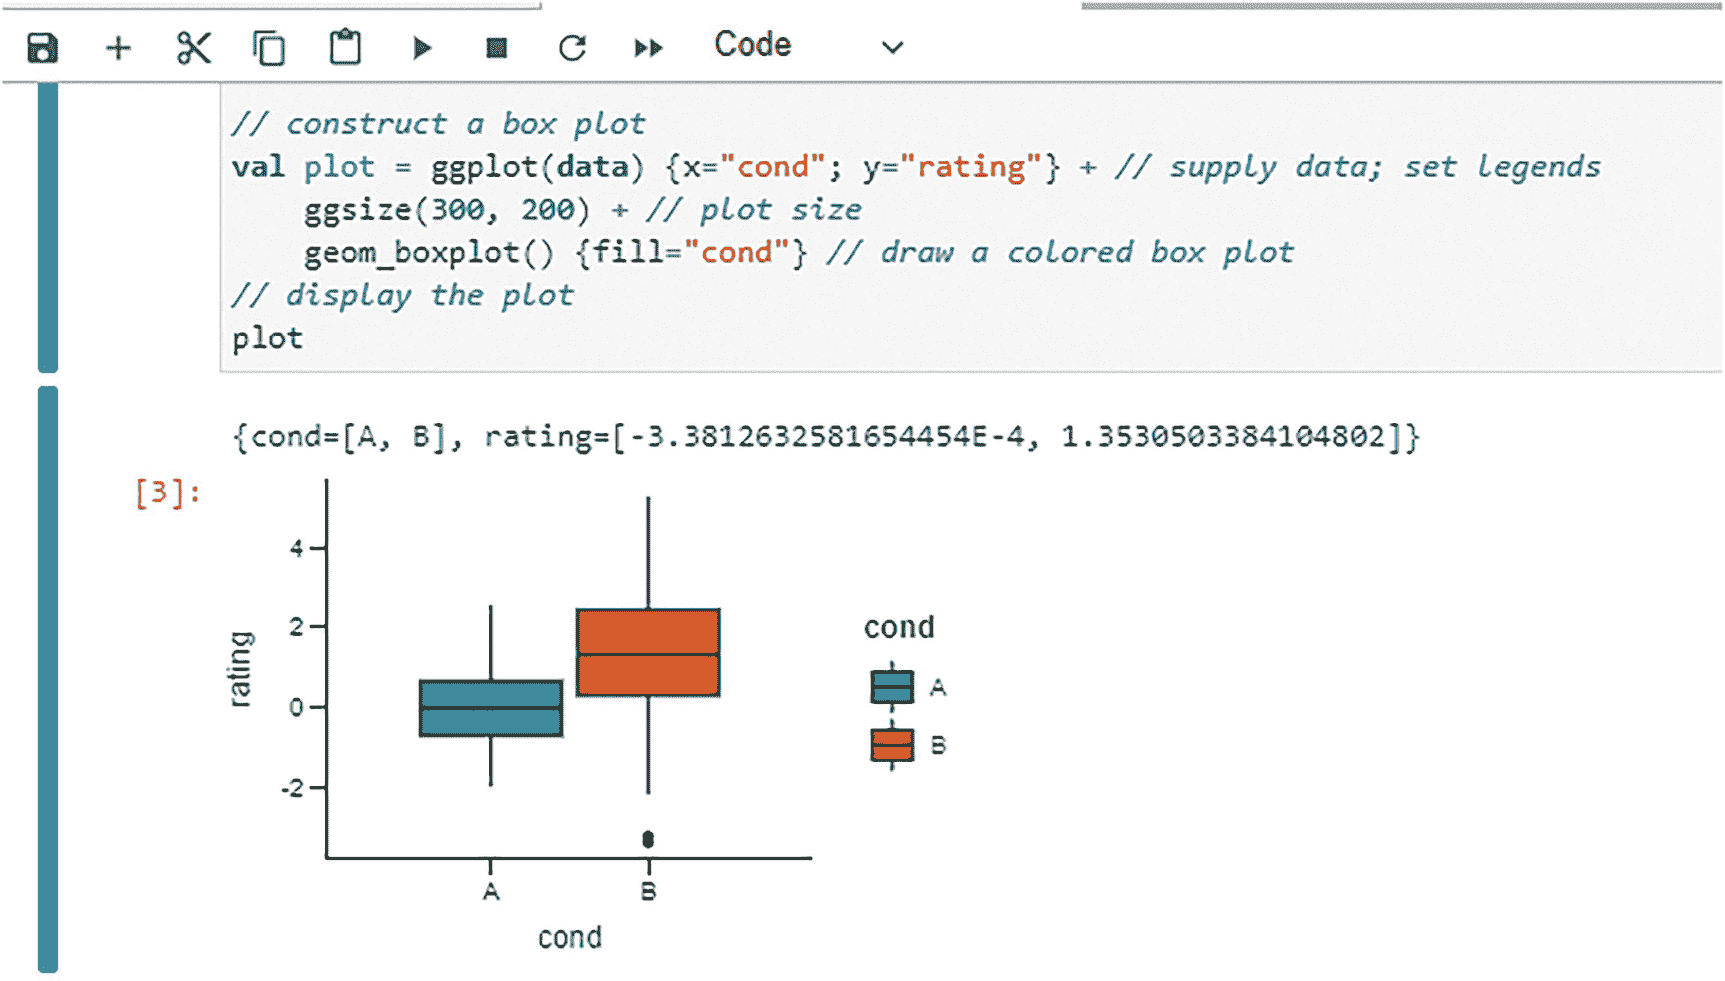 Code
// construct a box plot
val plot = ggplot(data) {x="cond"; y="rating"} + // supply data; set legends
    ggsize(300, 200) + // plot size
    geom_boxplot() {fill="cond"} // draw a colored box plot
// display the plot
plot
{cond=[A, B], rating=[-3.3812632581654454E-4, 1.3530503384104802]}
[3]:
4
2
0
-2
rating
A
B
cond
cond
A
B